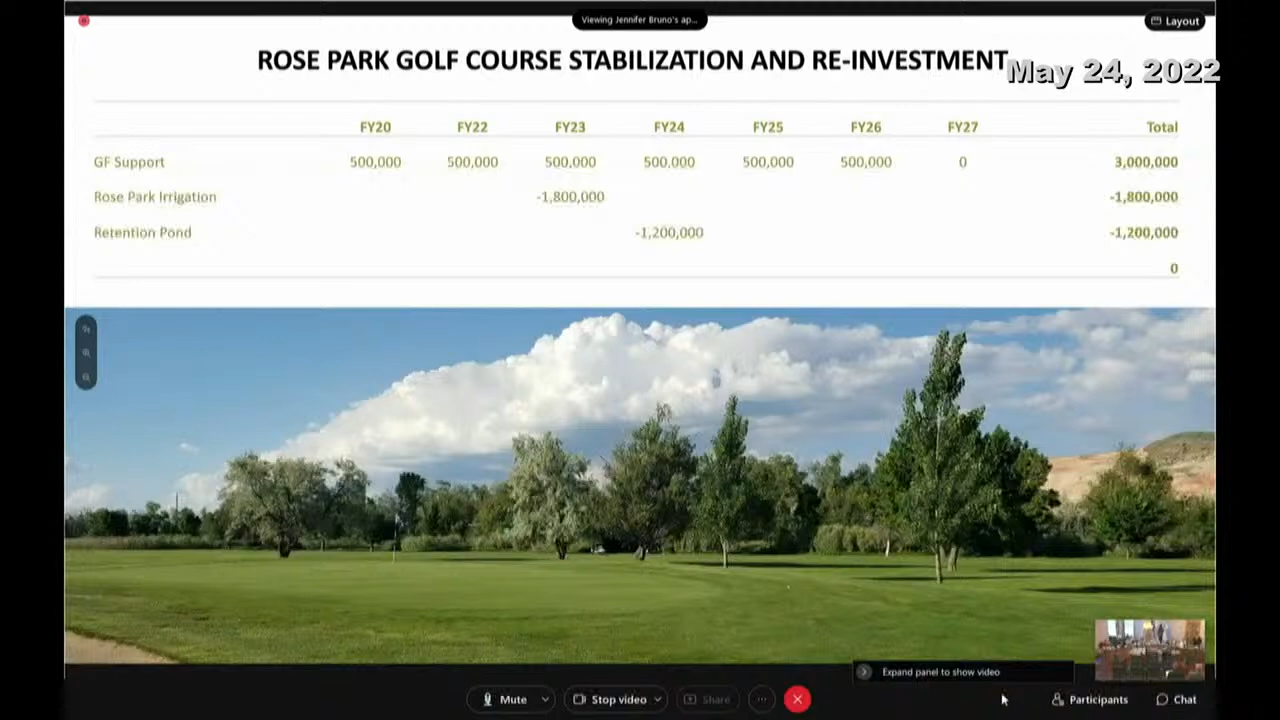 Viewing Jennifer Bruno's ap...
Layout
ROSE PARK GOLF COURSE STABILIZATION AND RE-INVESTMENT
May 24, 2022
FY20 FY22 FY23 FY24 FY25 FY26 FY27 Total
GF Support 500,000 500,000 500,000 500,000 500,000 500,000 0 3,000,000
Rose Park Irrigation -1,800,000 -1,800,000
Retention Pond -1,200,000 -1,200,000
0
Expand panel to show video
Mute Stop video Share ... Participants Chat